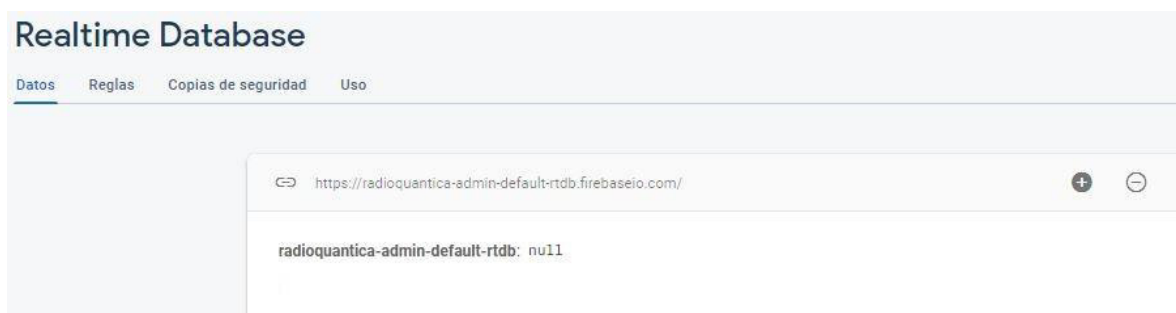 Realtime Database
Datos Reglas Copias de seguridad Uso
https://radioquantica-admin-default-rtdb.firebaseio.com/
radioquantica-admin-default-rtdb: null